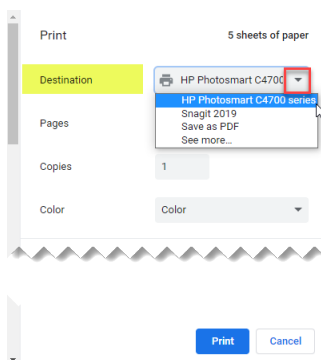 Print 5 sheets of paper
Destination HP Photosmart C4700
HP Photosmart C4700 series
Snagit 2019
Pages
Save as PDF
See more...
Copies 1
Color Color
Print Cancel